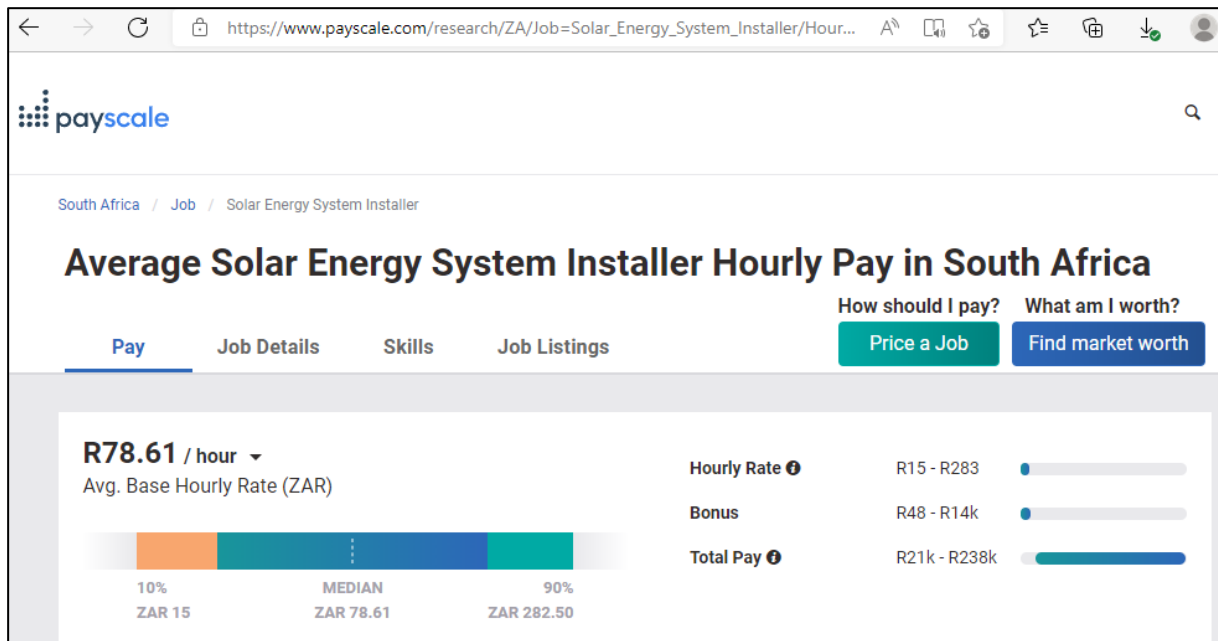 https://www.payscale.com/research/ZA/Job=Solar_Energy_System_Installer/Hour...
payscale
South Africa / Job / Solar Energy System Installer
Average Solar Energy System Installer Hourly Pay in South Africa
How should I pay? What am I worth?
Pay Job Details Skills Job Listings Price a Job Find market worth
R78.61 / hour
Avg. Base Hourly Rate (ZAR)
10% MEDIAN 90%
ZAR 15 ZAR 78.61 ZAR 282.50
Hourly Rate R15 - R283
Bonus R48 - R14k
Total Pay R21k - R238k